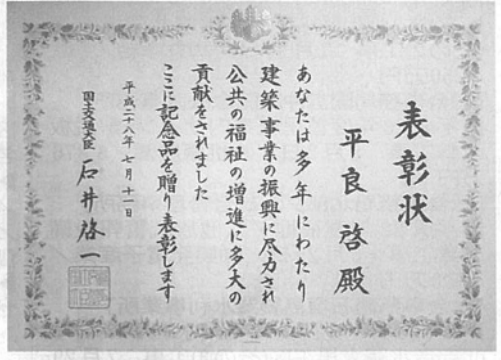 表彰状
平良啓殿
あなたは多年にわたり
建築事業の振興に尽力され
公共の福祉の増進に多大の
貢献をされました
ここに記念品を贈り表彰します
平成二十八年七月十一日
国土交通大臣 石井啓一